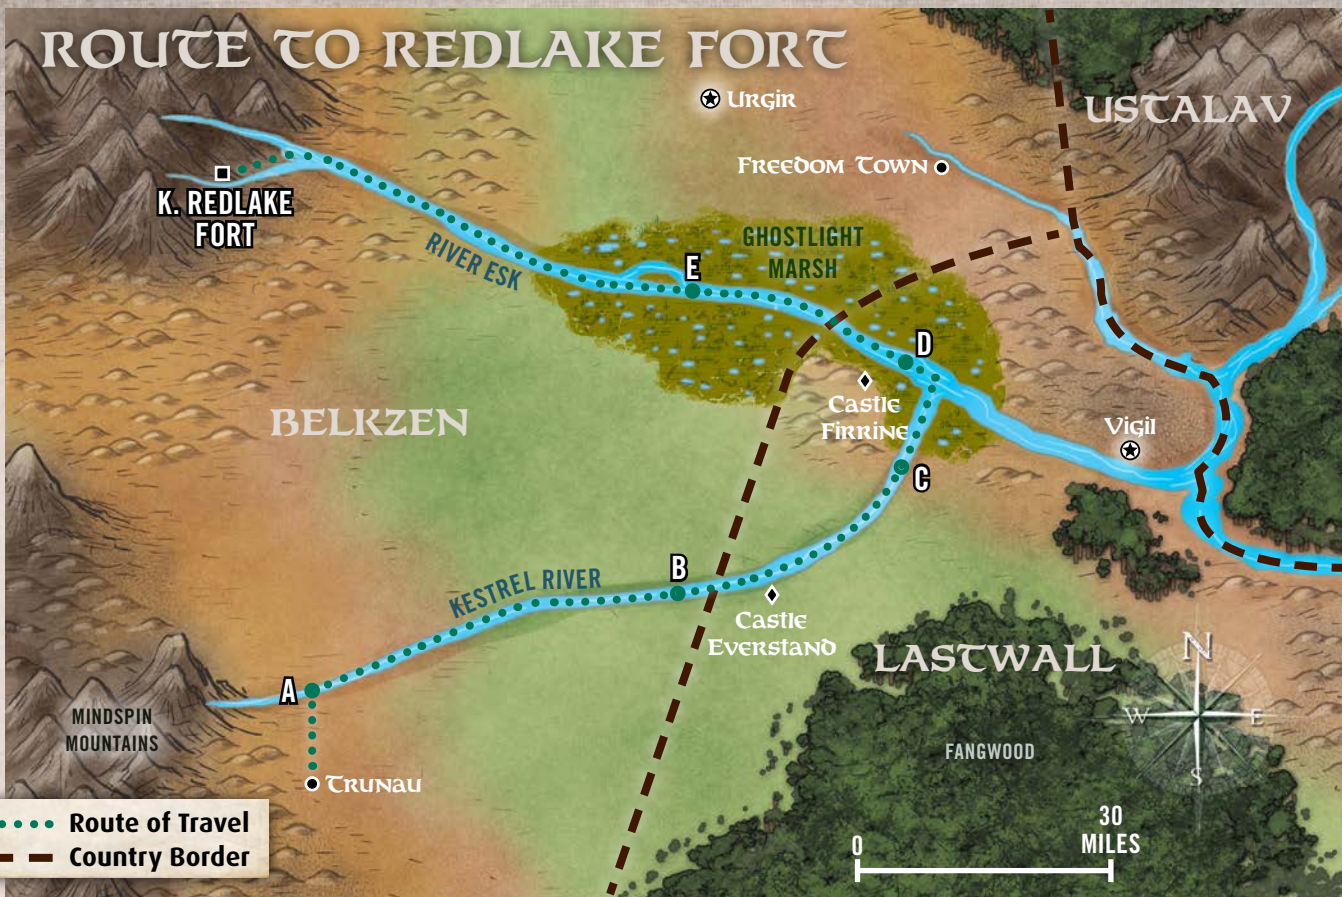 ROUTE TO REDLAKE FORT
URGIR
USTALAV
FREEDOM TOWN
K. REDLAKE
FORT
RIVER ESK
GHOSTLIGHT
MARSH
E
D
CASTLE
FIRRINE
BELKZEN
VIGIL
C
B
KESTREL RIVER
CASTLE
EVERSTAND
LASTWALL
N
W
E
S
A
MINDSPIN
MOUNTAINS
FANGWOOD
TRUNAU
Route of Travel
Country Border
0
30
MILES